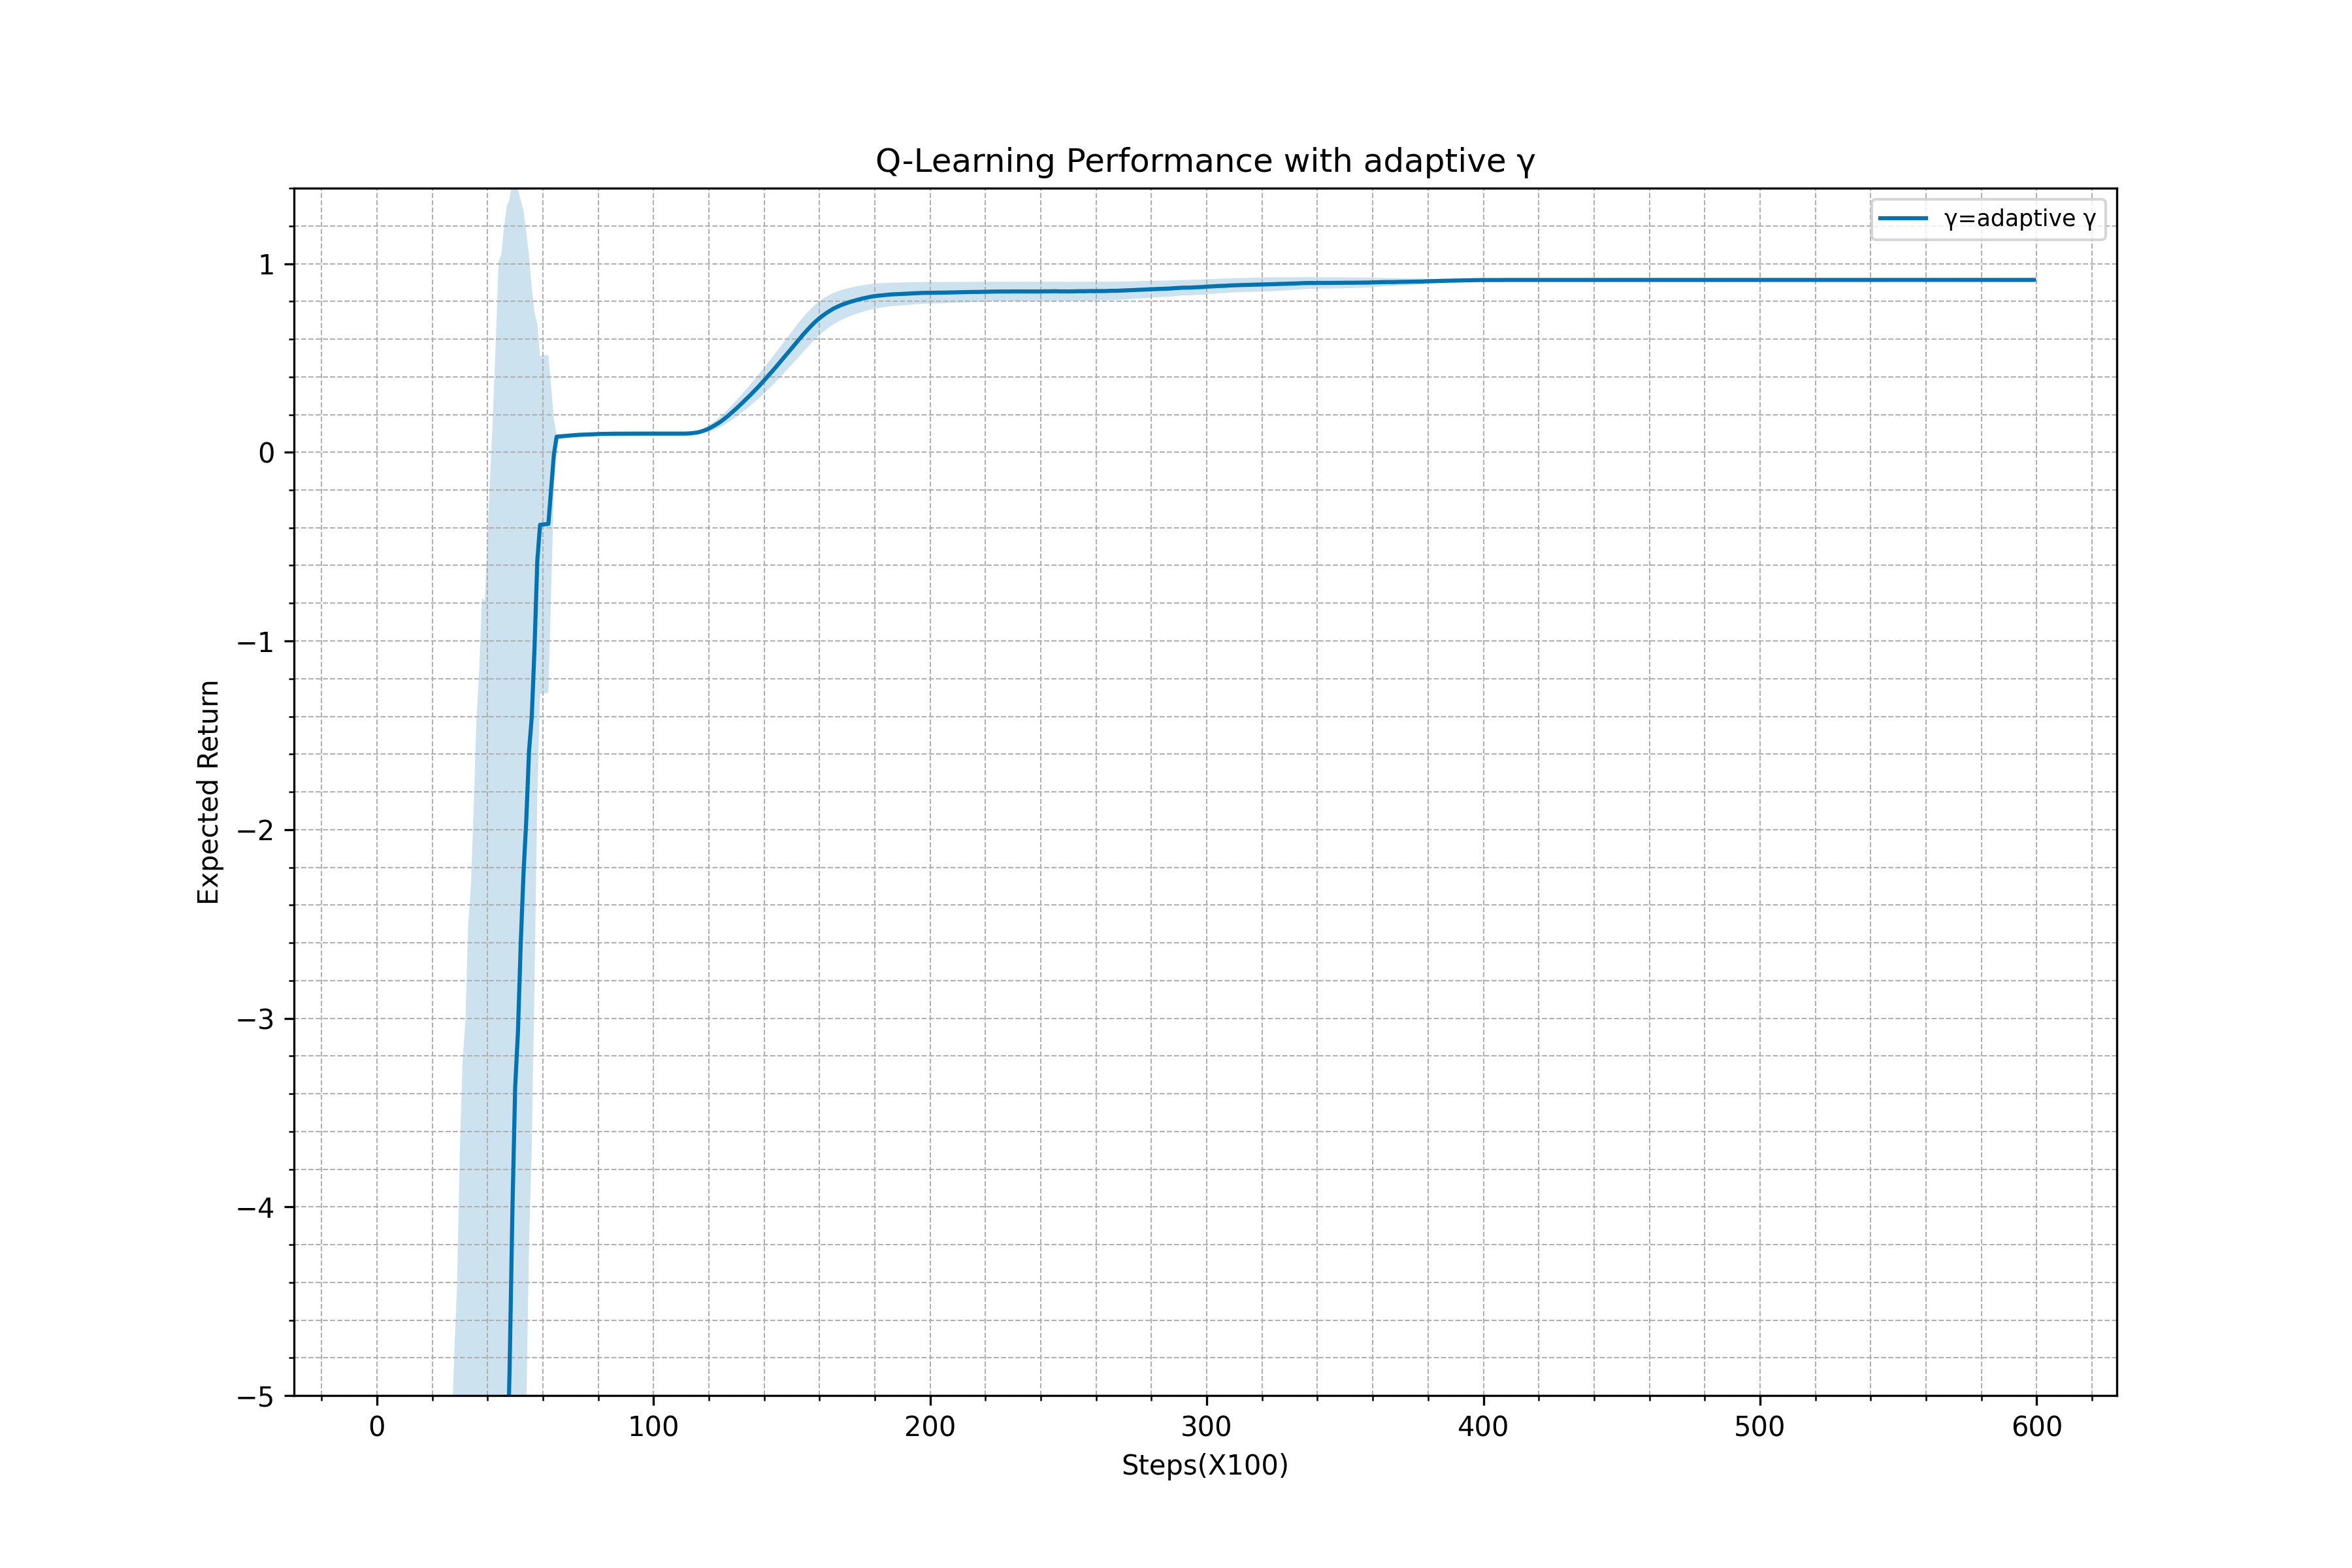 Q-Learning Performance with adaptive γ
γ=adaptive γ
Expected Return
1
0
−1
−2
−3
−4
−5
0 100 200 300 400 500 600
Steps(X100)